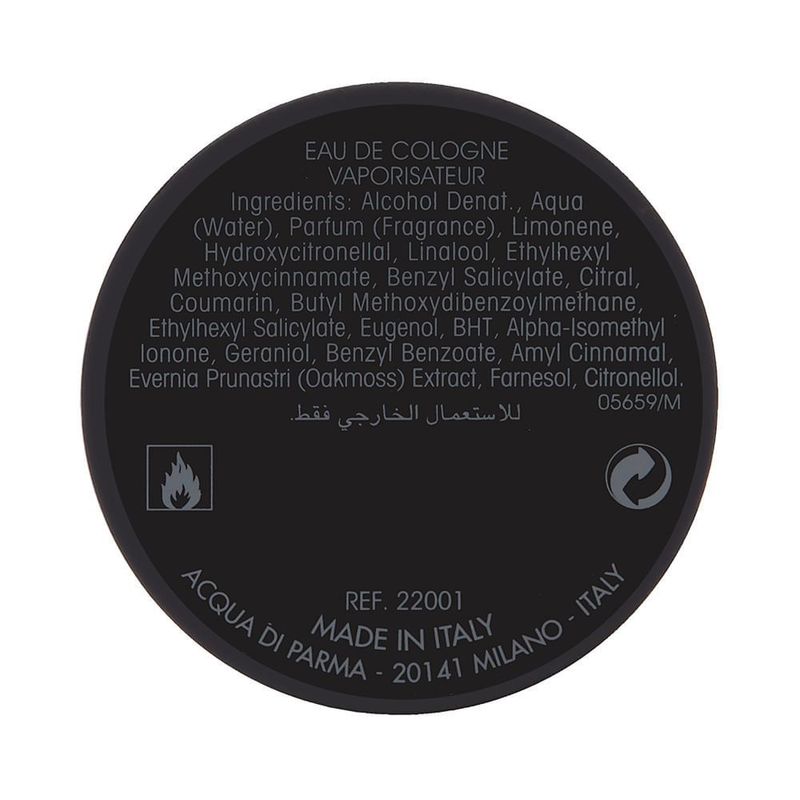 EAU DE COLOGNE
VAPORISATEUR
Ingredients: Alcohol Denat., Aqua
(Water), Parfum (Fragrance), Limonene,
Hydroxycitronellal, Linalool, Ethylhexyl
Methoxycinnamate, Benzyl Salicylate, Citral,
Coumarin, Butyl Methoxydibenzoylmethane,
Ethylhexyl Salicylate, Eugenol, BHT, Alpha-Isomethyl
Ionone, Geraniol, Benzyl Benzoate, Amyl Cinnamal,
Evernia Prunastri (Oakmoss) Extract, Farnesol, Citronellol.
05659/M
للاستعمال الخارجي فقط.
REF. 22001
MADE IN ITALY
ACQUA DI PARMA - 20141 MILANO - ITALY